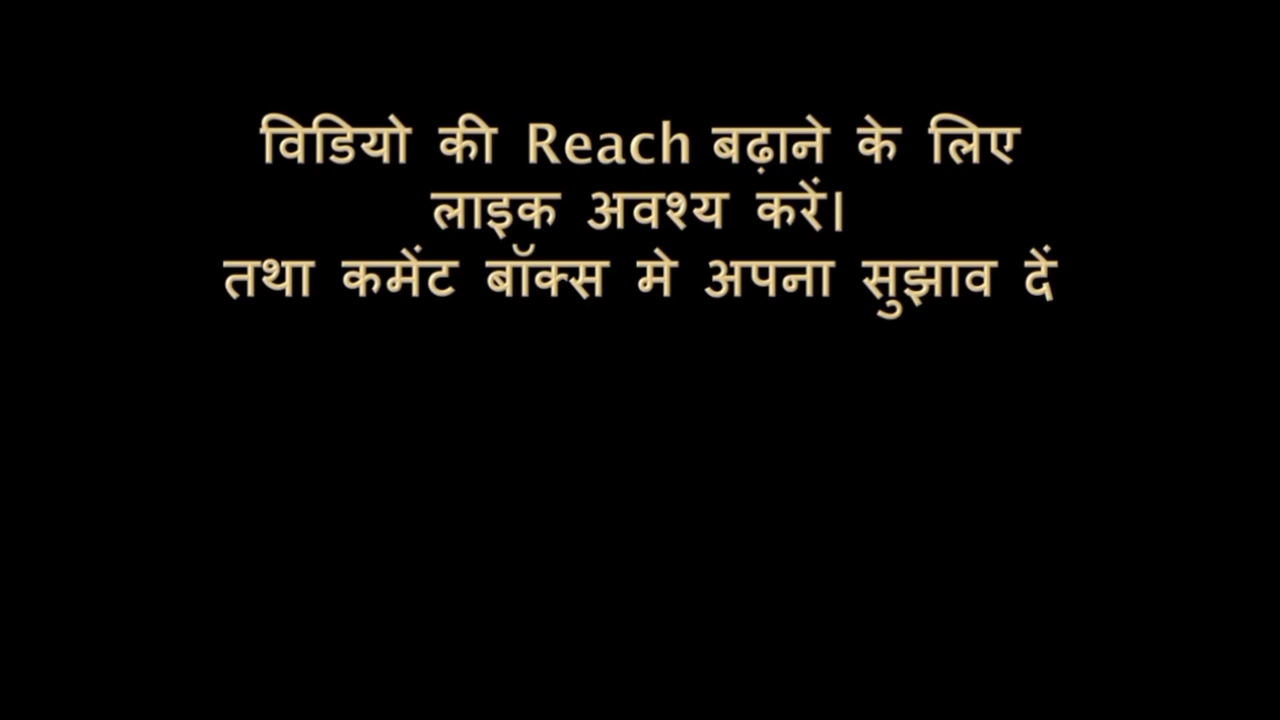 विडियो की Reach बढ़ाने के लिए
लाइक अवश्य करें।
तथा कमेंट बॉक्स मे अपना सुझाव दें